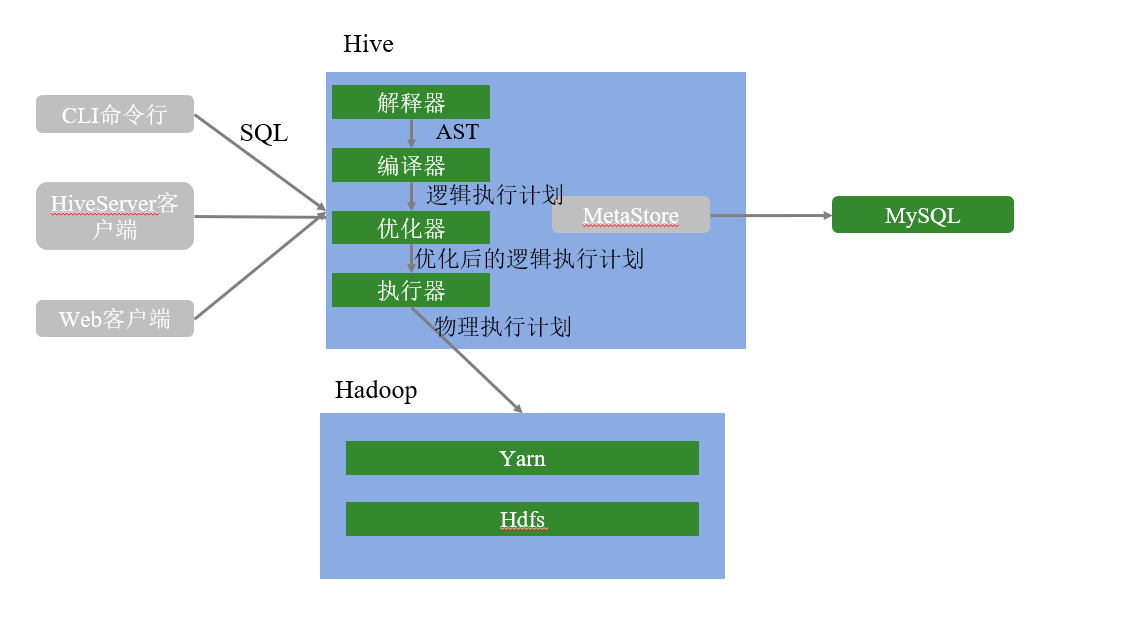 Hive
CLI命令行
SQL
HiveServer客
户端
Web客户端
解释器
AST
编译器
逻辑执行计划
优化器
优化后的逻辑执行计划
执行器
物理执行计划
MetaStore
MySQL
Hadoop
Yarn
Hdfs